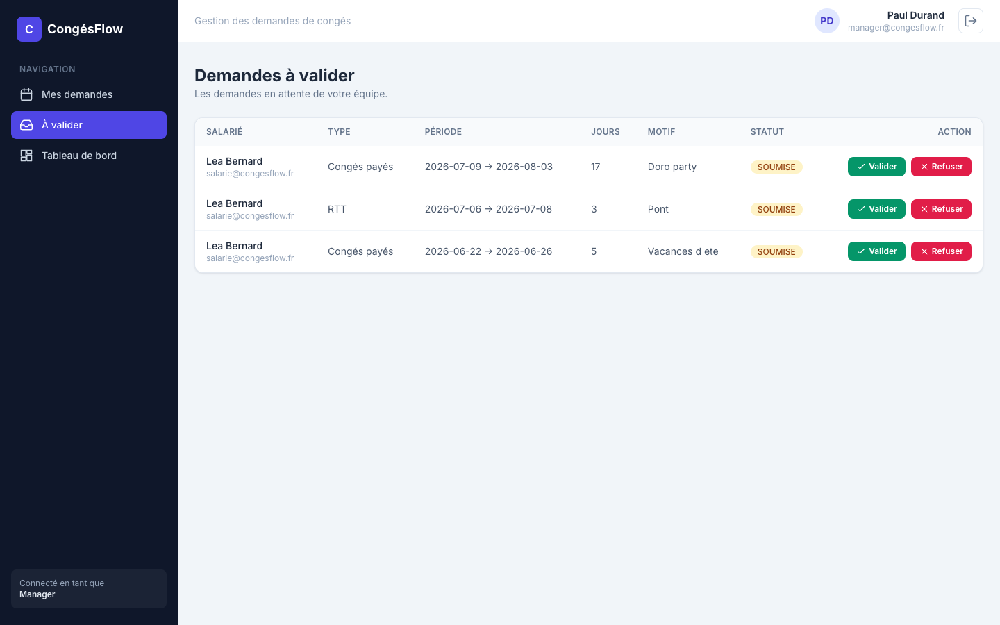 C CongésFlow
NAVIGATION
Mes demandes
À valider
Tableau de bord
Connecté en tant que
Manager
Gestion des demandes de congés
PD
Paul Durand
manager@congesflow.fr
Demandes à valider
Les demandes en attente de votre équipe.
SALARIÉ TYPE PÉRIODE JOURS MOTIF STATUT ACTION
Lea Bernard
salarie@congesflow.fr
Congés payés 2026-07-09 → 2026-08-03 17 Doro party SOUMISE Valider Refuser
Lea Bernard
salarie@congesflow.fr
RTT 2026-07-06 → 2026-07-08 3 Pont SOUMISE Valider Refuser
Lea Bernard
salarie@congesflow.fr
Congés payés 2026-06-22 → 2026-06-26 5 Vacances d ete SOUMISE Valider Refuser